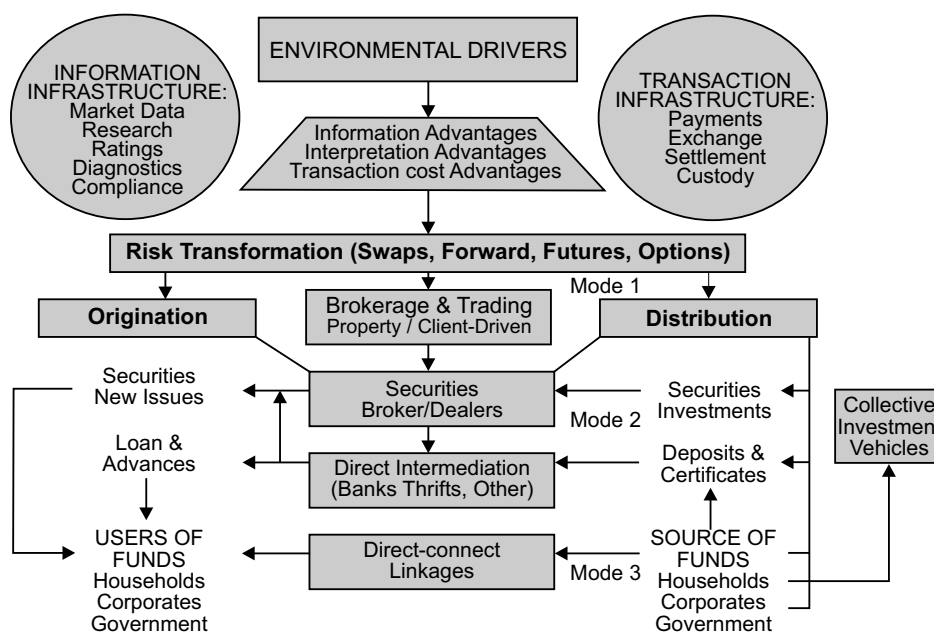 ENVIRONMENTAL DRIVERS
INFORMATION
INFRASTRUCTURE:
Market Data
Research
Ratings
Diagnostics
Compliance
TRANSACTION
INFRASTRUCTURE:
Payments
Exchange
Settlement
Custody
Information Advantages
Interpretation Advantages
Transaction cost Advantages
Risk Transformation (Swaps, Forward, Futures, Options)
Mode 1
Origination
Brokerage & Trading
Property / Client-Driven
Distribution
Securities
New Issues
Securities
Broker/Dealers
Mode 2
Securities
Investments
Collective
Investmen
Vehicles
Loan &
Advances
Direct Intermediation
(Banks Thrifts, Other)
Deposits &
Certificates
USERS OF
FUNDS
Households
Corporates
Government
Direct-connect
Linkages
Mode 3
SOURCE OF
FUNDS
Households
Corporates
Government